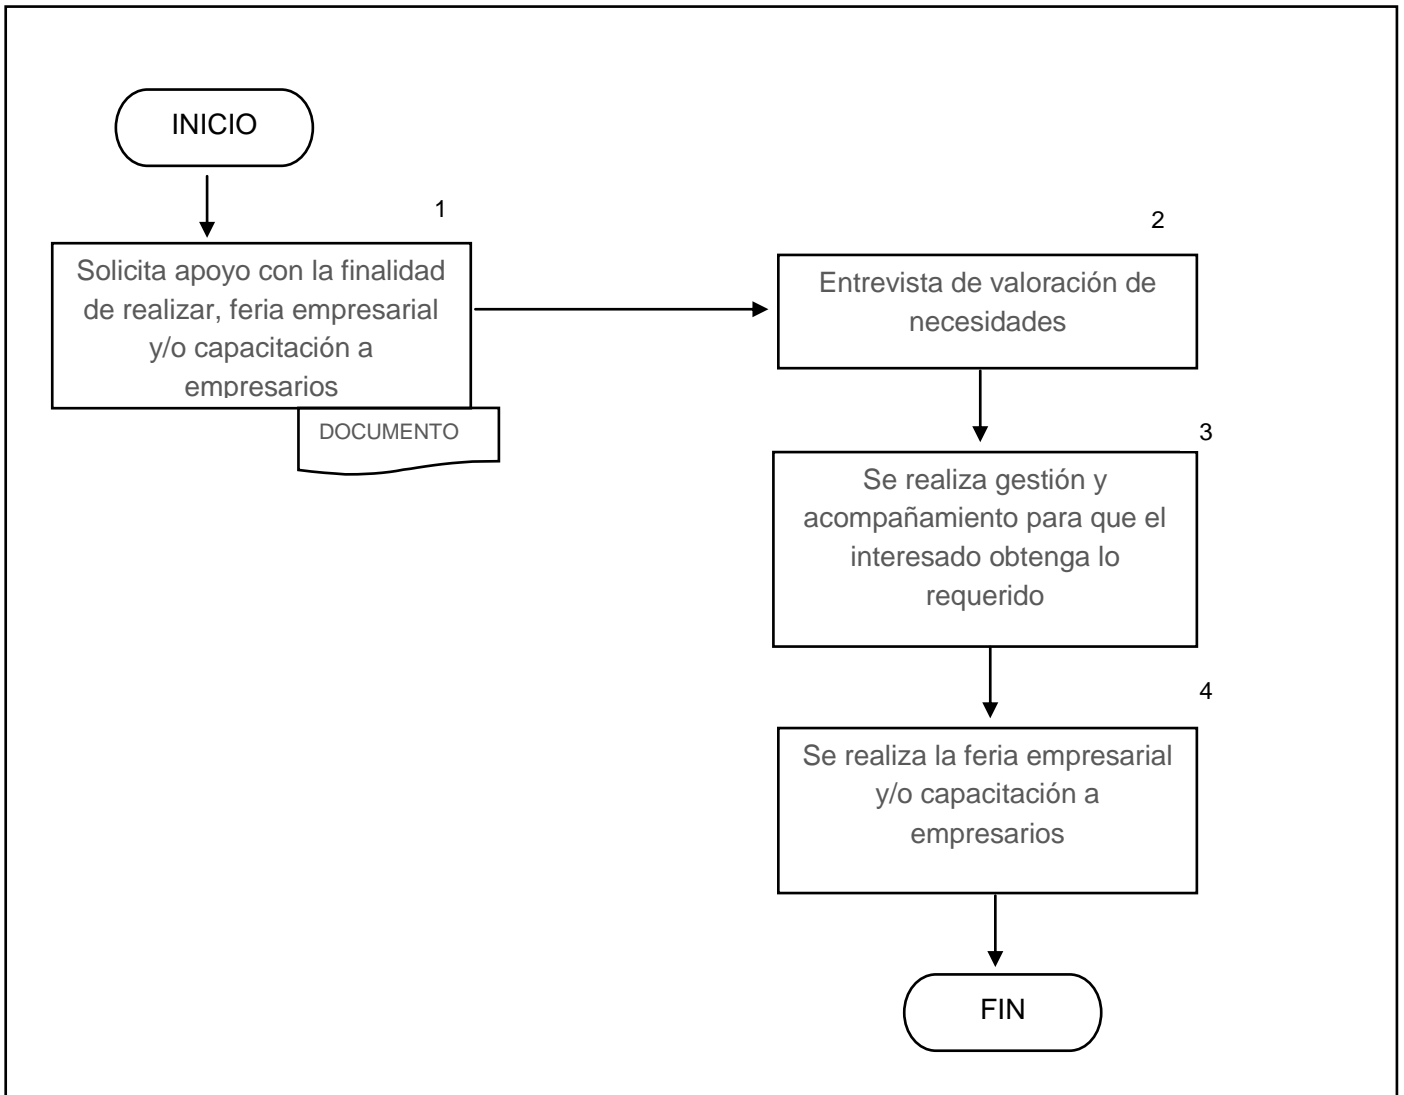 INICIO
1
Solicita apoyo con la finalidad
de realizar, feria empresarial
y/o capacitación a
empresarios
DOCUMENTO
2
Entrevista de valoración de
necesidades
3
Se realiza gestión y
acompañamiento para que el
interesado obtenga lo
requerido
4
Se realiza la feria empresarial
y/o capacitación a
empresarios
FIN